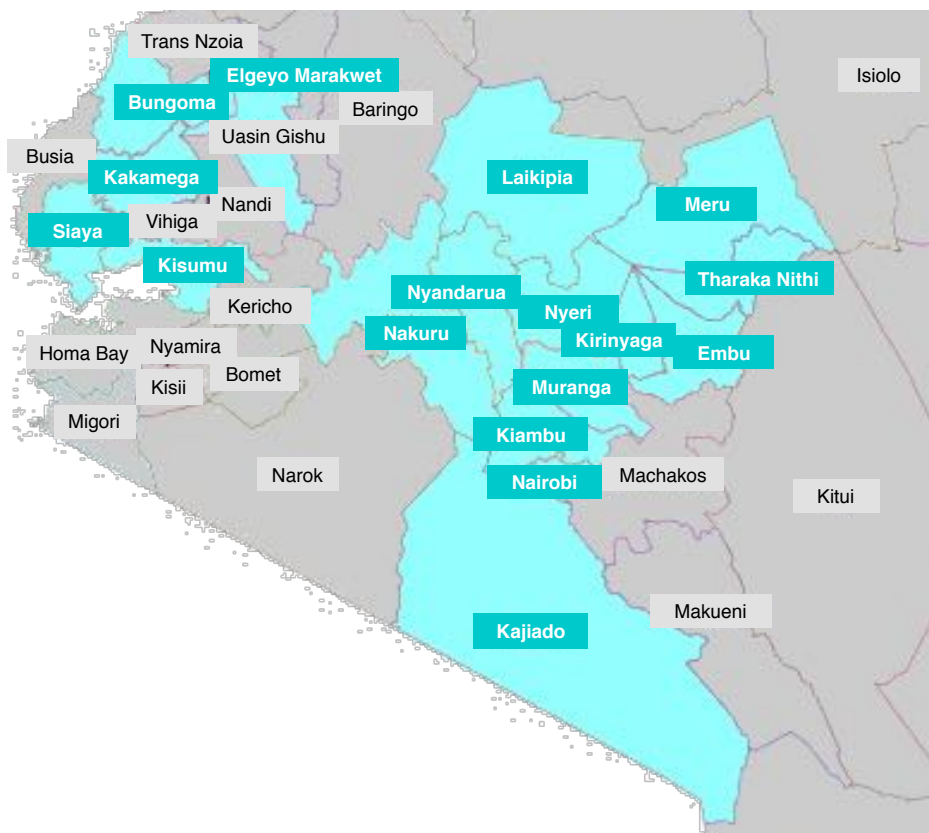 Trans Nzoia
Elgeyo Marakwet
Isiolo
Bungoma
Baringo
Uasin Gishu
Busia
Kakamega
Laikipia
Nandi
Meru
Vihiga
Siaya
Kisumu
Tharaka Nithi
Nyandarua
Kericho
Nyeri
Nakuru
Kirinyaga
Nyamira
Homa Bay
Embu
Bomet
Kisii
Muranga
Migori
Kiambu
Narok
Nairobi
Machakos
Kitui
Makueni
Kajiado